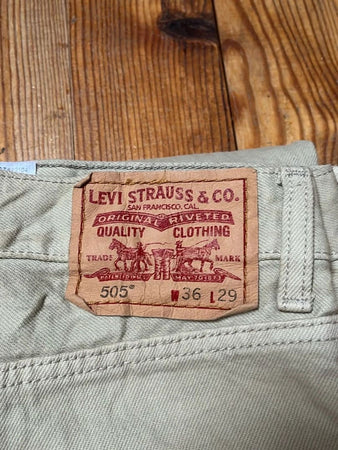 LEVI STRAUSS & CO.
SAN FRANCISCO, CAL.
ORIGINAL RIVETED
QUALITY CLOTHING
TRADE MARK
505® W 36 L 29